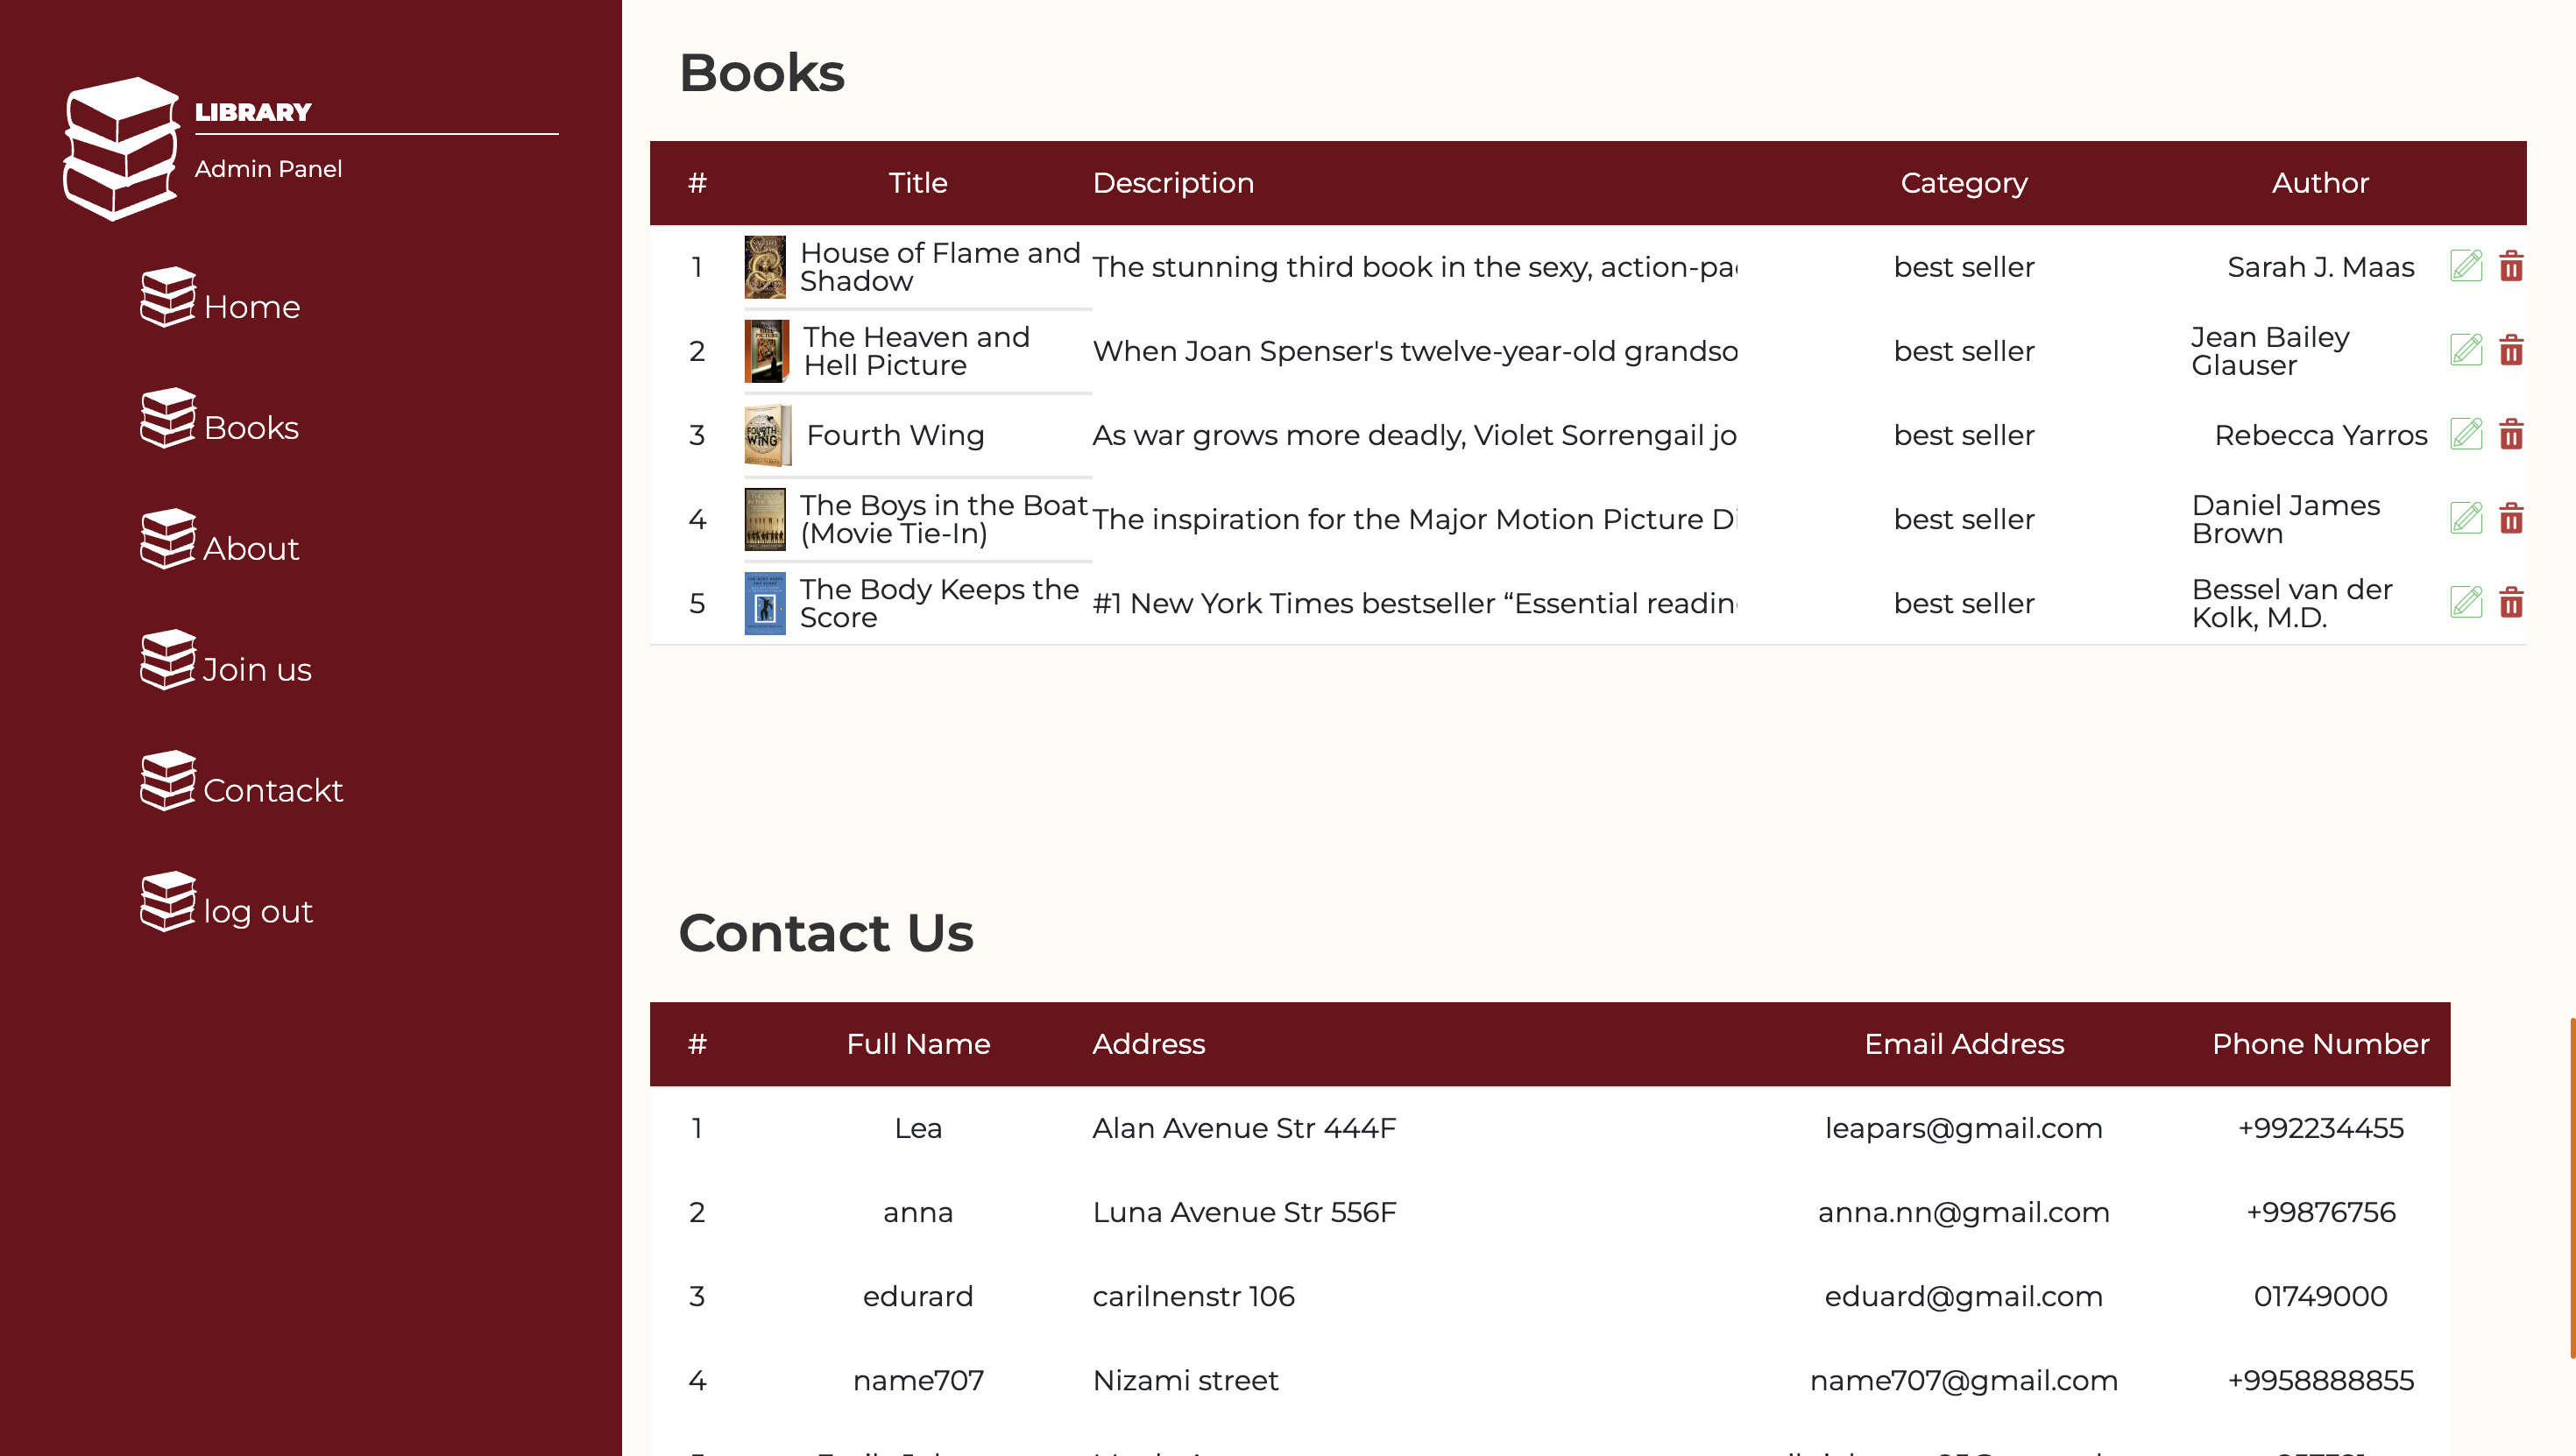 LIBRARY
Admin Panel
Home
Books
About
Join us
Contackt
log out
Books
# Title Description Category Author
1 House of Flame and Shadow The stunning third book in the sexy, action-pa best seller Sarah J. Maas
2 The Heaven and Hell Picture When Joan Spenser's twelve-year-old grandso best seller Jean Bailey Glauser
3 Fourth Wing As war grows more deadly, Violet Sorrengail jo best seller Rebecca Yarros
4 The Boys in the Boat (Movie Tie-In) The inspiration for the Major Motion Picture Di best seller Daniel James Brown
5 The Body Keeps the Score #1 New York Times bestseller “Essential readin best seller Bessel van der Kolk, M.D.
Contact Us
# Full Name Address Email Address Phone Number
1 Lea Alan Avenue Str 444F leapars@gmail.com +992234455
2 anna Luna Avenue Str 556F anna.nn@gmail.com +99876756
3 edurard carilnenstr 106 eduard@gmail.com 01749000
4 name707 Nizami street name707@gmail.com +9958888855